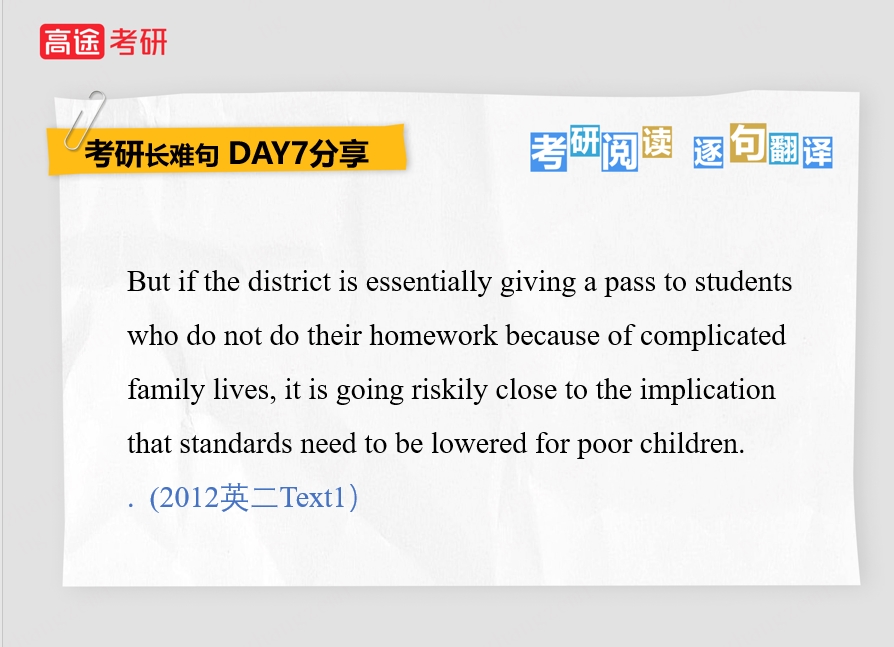 高途考研
考研长难句 DAY7分享
考研阅读 逐句翻译
But if the district is essentially giving a pass to students
who do not do their homework because of complicated
family lives, it is going riskily close to the implication
that standards need to be lowered for poor children.
. (2012英二Text1）